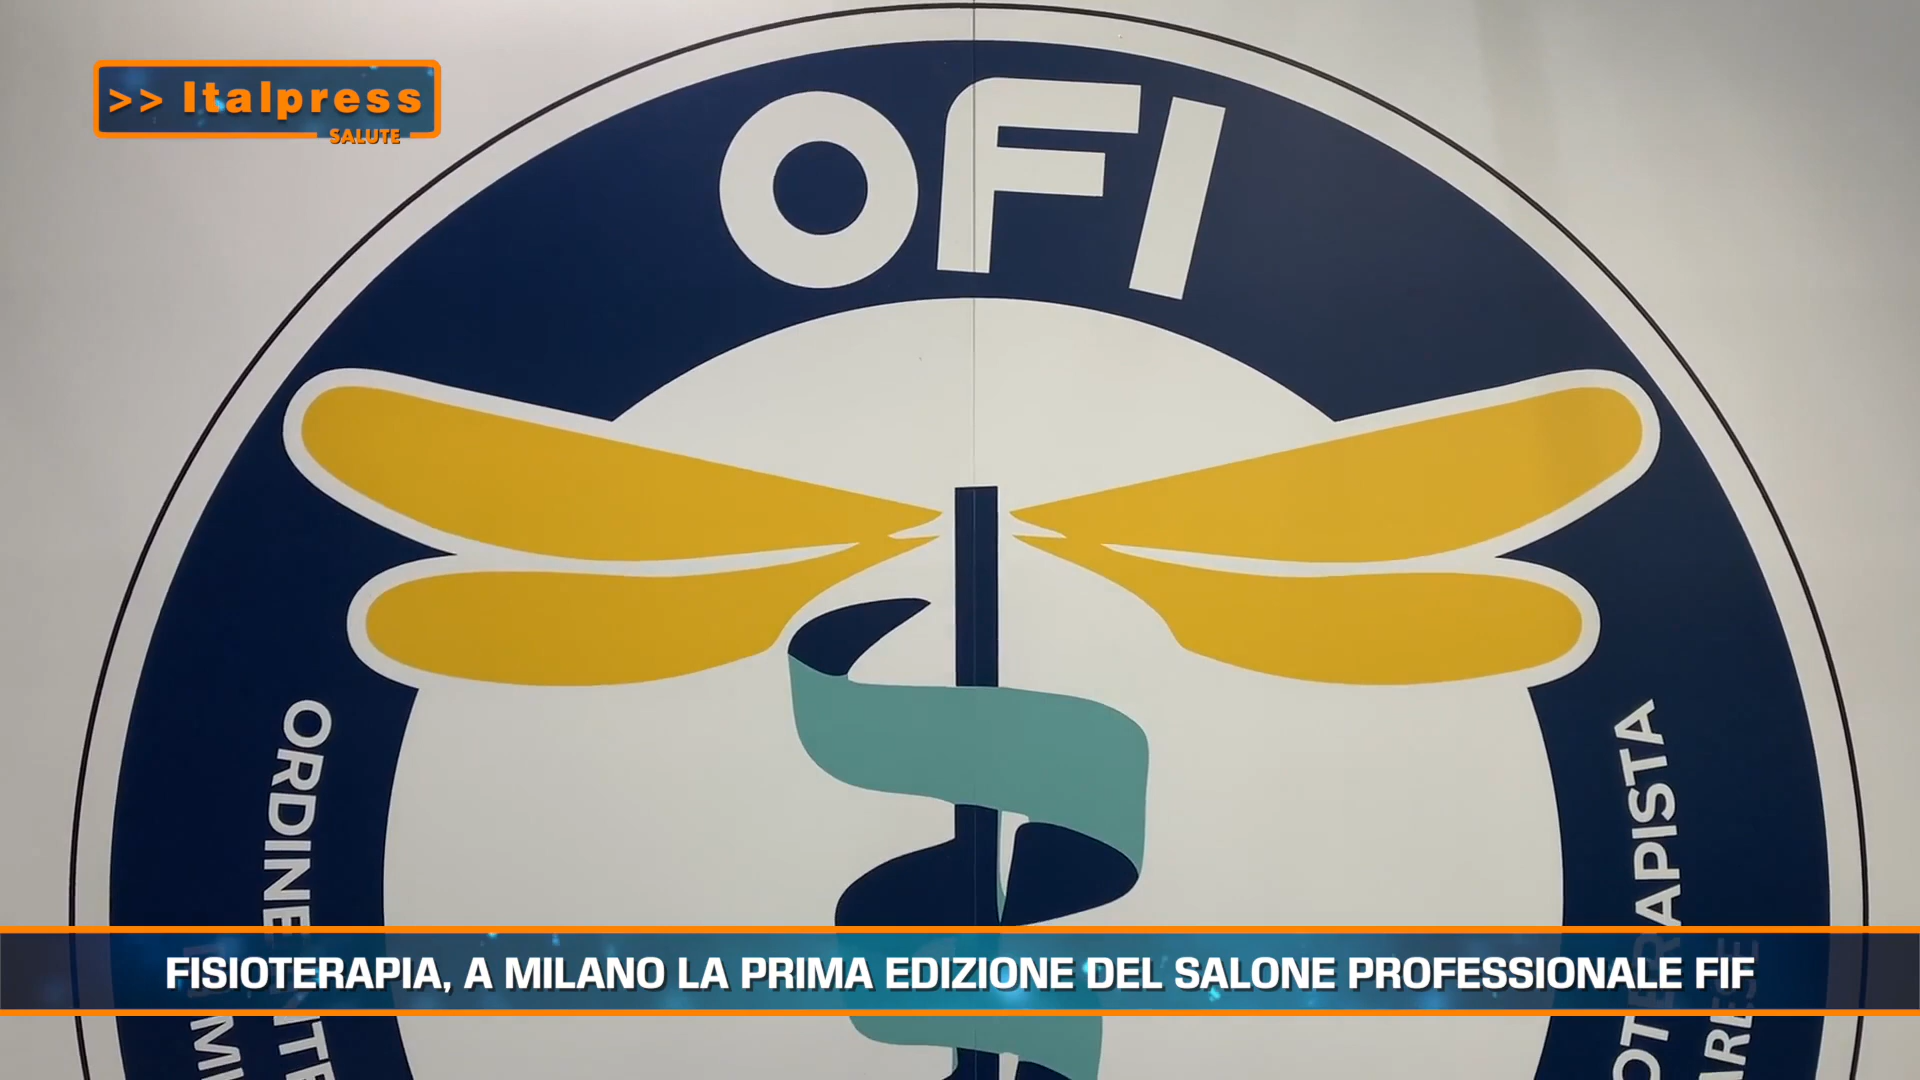 >> Italpress
SALUTE
OFI
ORDINE
APISTA
FISIOTERAPIA, A MILANO LA PRIMA EDIZIONE DEL SALONE PROFESSIONALE FIF